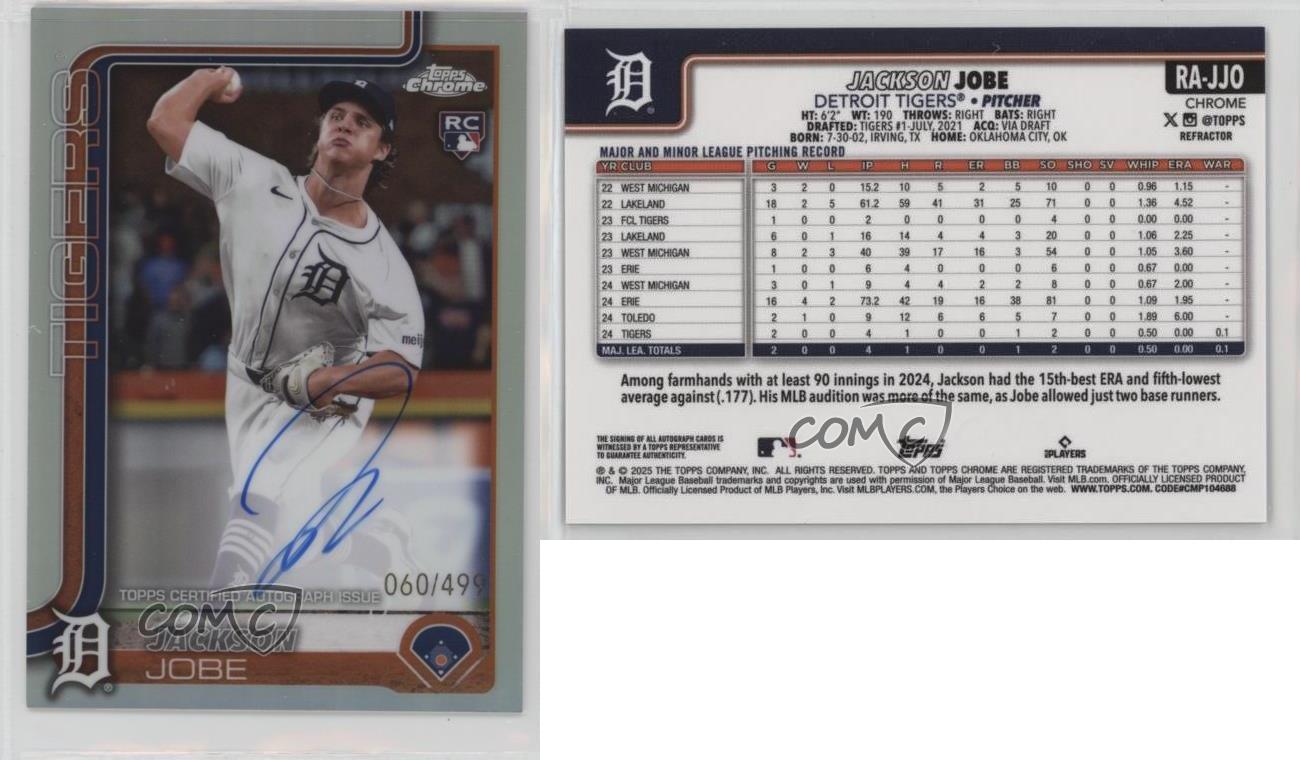 TIGERS
Topps Chrome
RC
D
meijer
TOPPS CERTIFIED AUTOGRAPH ISSUE
060/499
COMC
JACKSON
JOBE
D
D
JACKSON JOBE
DETROIT TIGERS® • PITCHER
HT: 6'2" WT: 190 THROWS: RIGHT BATS: RIGHT
DRAFTED: TIGERS #1-JULY, 2021 ACQ: VIA DRAFT
BORN: 7-30-02, IRVING, TX HOME: OKLAHOMA CITY, OK
RA-JJO
CHROME
X @TOPPS
REFRACTOR
MAJOR AND MINOR LEAGUE PITCHING RECORD
YR CLUB G W L IP H R ER BB SO SHO SV WHIP ERA WAR
22 WEST MICHIGAN 3 2 0 15.2 10 5 2 5 10 0 0 0.96 1.15 -
22 LAKELAND 18 2 5 61.2 59 41 31 25 71 0 0 1.36 4.52 -
23 FCL TIGERS 1 0 0 2 0 0 0 0 4 0 0 0.00 0.00 -
23 LAKELAND 6 0 1 16 14 4 4 3 20 0 0 1.06 2.25 -
23 WEST MICHIGAN 8 2 3 40 39 17 16 3 54 0 0 1.05 3.60 -
23 ERIE 1 0 0 6 4 0 0 0 6 0 0 0.67 0.00 -
24 WEST MICHIGAN 3 0 1 9 4 4 2 2 8 0 0 0.67 2.00 -
24 ERIE 16 4 2 73.2 42 19 16 38 81 0 0 1.09 1.95 -
24 TOLEDO 2 1 0 9 12 6 6 5 7 0 0 1.89 6.00 -
24 TIGERS 2 0 0 4 1 0 0 1 2 0 0 0.50 0.00 0.1
MAJ. LEA. TOTALS 2 0 0 4 1 0 0 1 2 0 0 0.50 0.00 0.1
Among farmhands with at least 90 innings in 2024, Jackson had the 15th-best ERA and fifth-lowest
average against (.177). His MLB audition was more of the same, as Jobe allowed just two base runners.
THE SIGNING OF ALL AUTOGRAPH CARDS IS
WITNESSED BY A TOPPS REPRESENTATIVE
TO GUARANTEE AUTHENTICITY.
COMC
Topps
PLAYERS
® & © 2025 THE TOPPS COMPANY, INC. ALL RIGHTS RESERVED. TOPPS AND TOPPS CHROME ARE REGISTERED TRADEMARKS OF THE TOPPS COMPANY,
INC. Major League Baseball trademarks and copyrights are used with permission of Major League Baseball. Visit MLB.com. OFFICIALLY LICENSED PRODUCT
OF MLB. Officially Licensed Product of MLB Players, Inc. Visit MLBPLAYERS.COM, the Players Choice on the web. WWW.TOPPS.COM. CODE#CMP104688